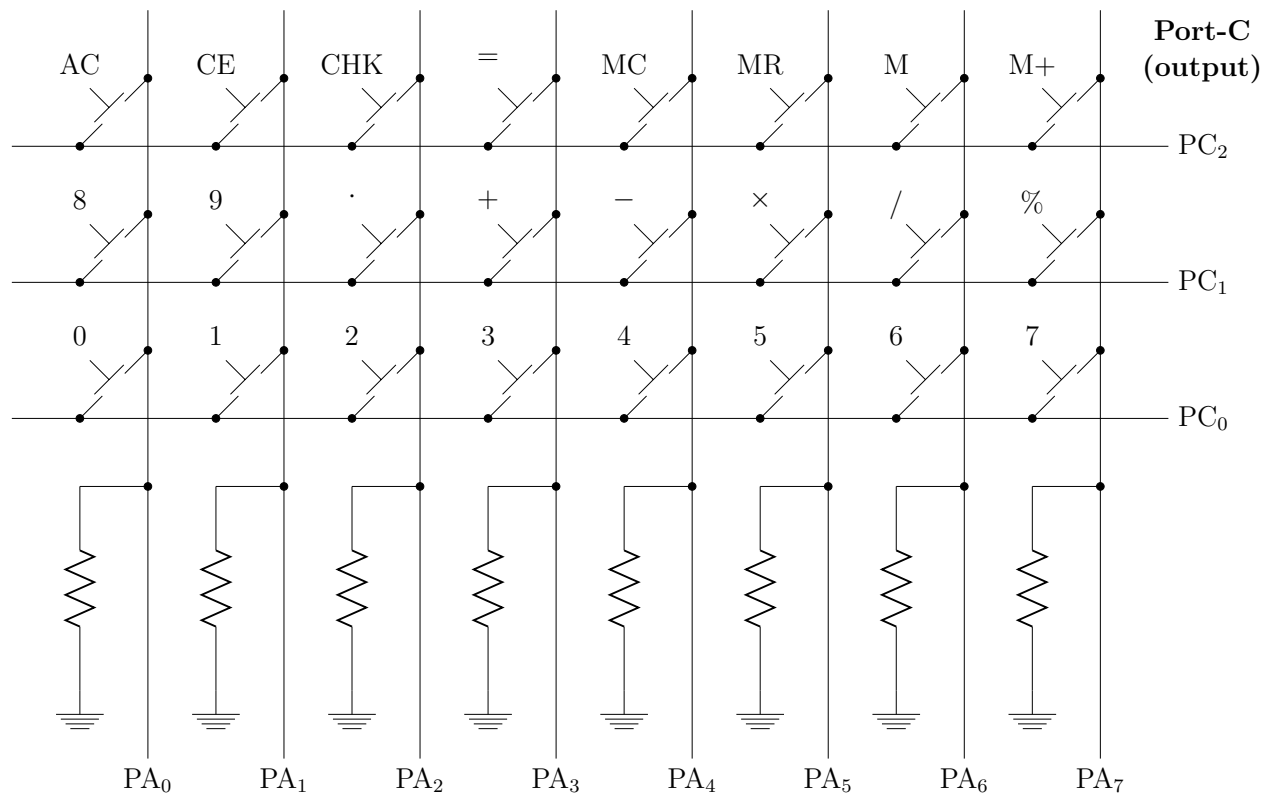 Port-C
(output)
AC CE CHK = MC MR M M+
PC₂
8 9 · + − × / %
PC₁
0 1 2 3 4 5 6 7
PC₀
PA₀ PA₁ PA₂ PA₃ PA₄ PA₅ PA₆ PA₇